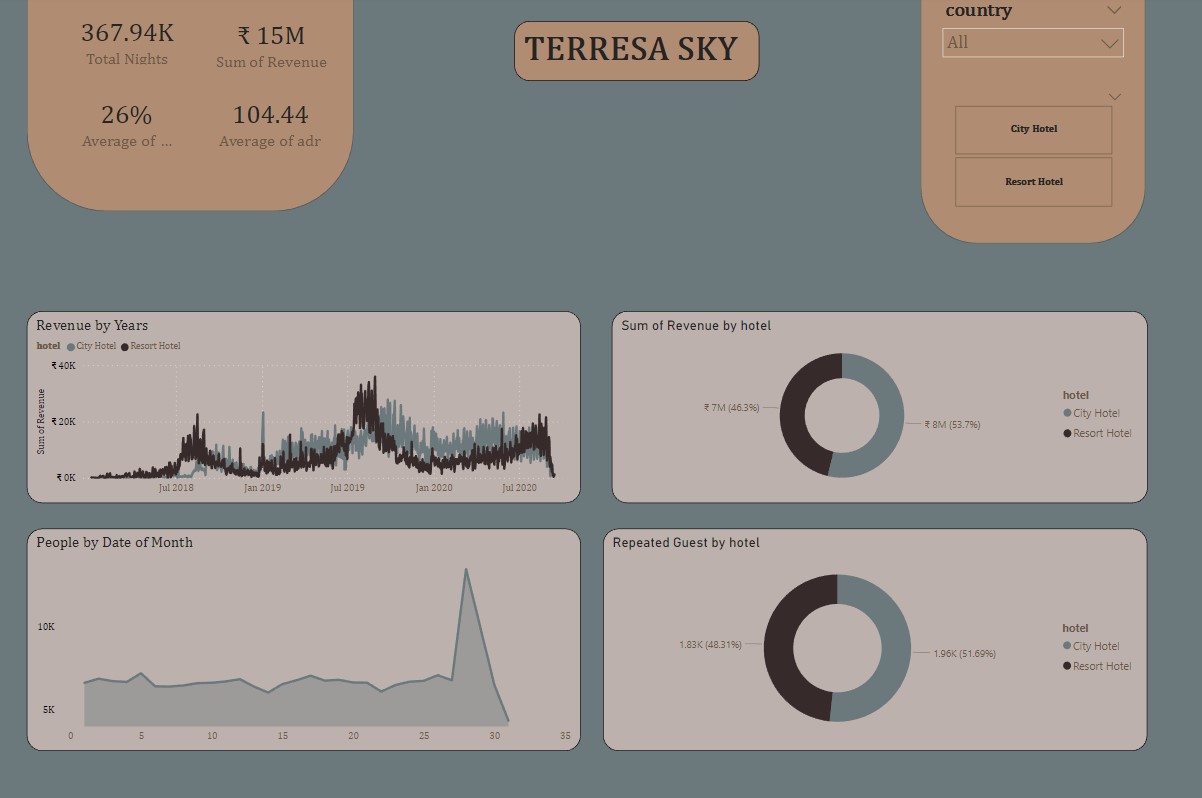 367.94K
Total Nights
₹ 15M
Sum of Revenue
26%
Average of ...
104.44
Average of adr
TERRESA SKY
country
All
City Hotel
Resort Hotel
Revenue by Years
hotel City Hotel Resort Hotel
Sum of Revenue
₹ 40K
₹ 20K
₹ 0K
Jul 2018 Jan 2019 Jul 2019 Jan 2020 Jul 2020
Sum of Revenue by hotel
₹ 7M (46.3%)
₹ 8M (53.7%)
hotel
City Hotel
Resort Hotel
People by Date of Month
10K
5K
0 5 10 15 20 25 30 35
Repeated Guest by hotel
1.83K (48.31%)
1.96K (51.69%)
hotel
City Hotel
Resort Hotel